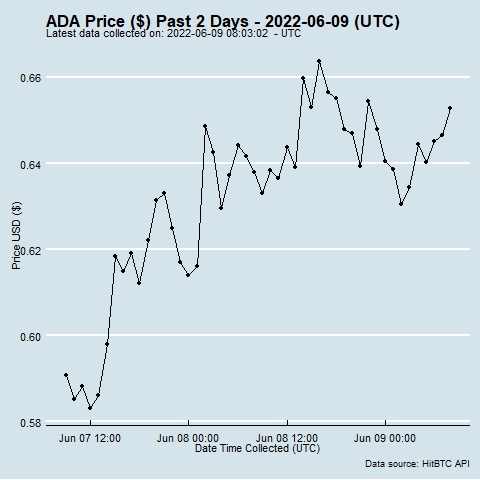 ADA Price ($) Past 2 Days - 2022-06-09 (UTC)
Latest data collected on: 2022-06-09 08:03:02  - UTC
0.66
0.64
0.62
0.60
0.58
Price USD ($)
Jun 07 12:00 Jun 08 00:00 Jun 08 12:00 Jun 09 00:00
Date Time Collected (UTC)
Data source: HitBTC API